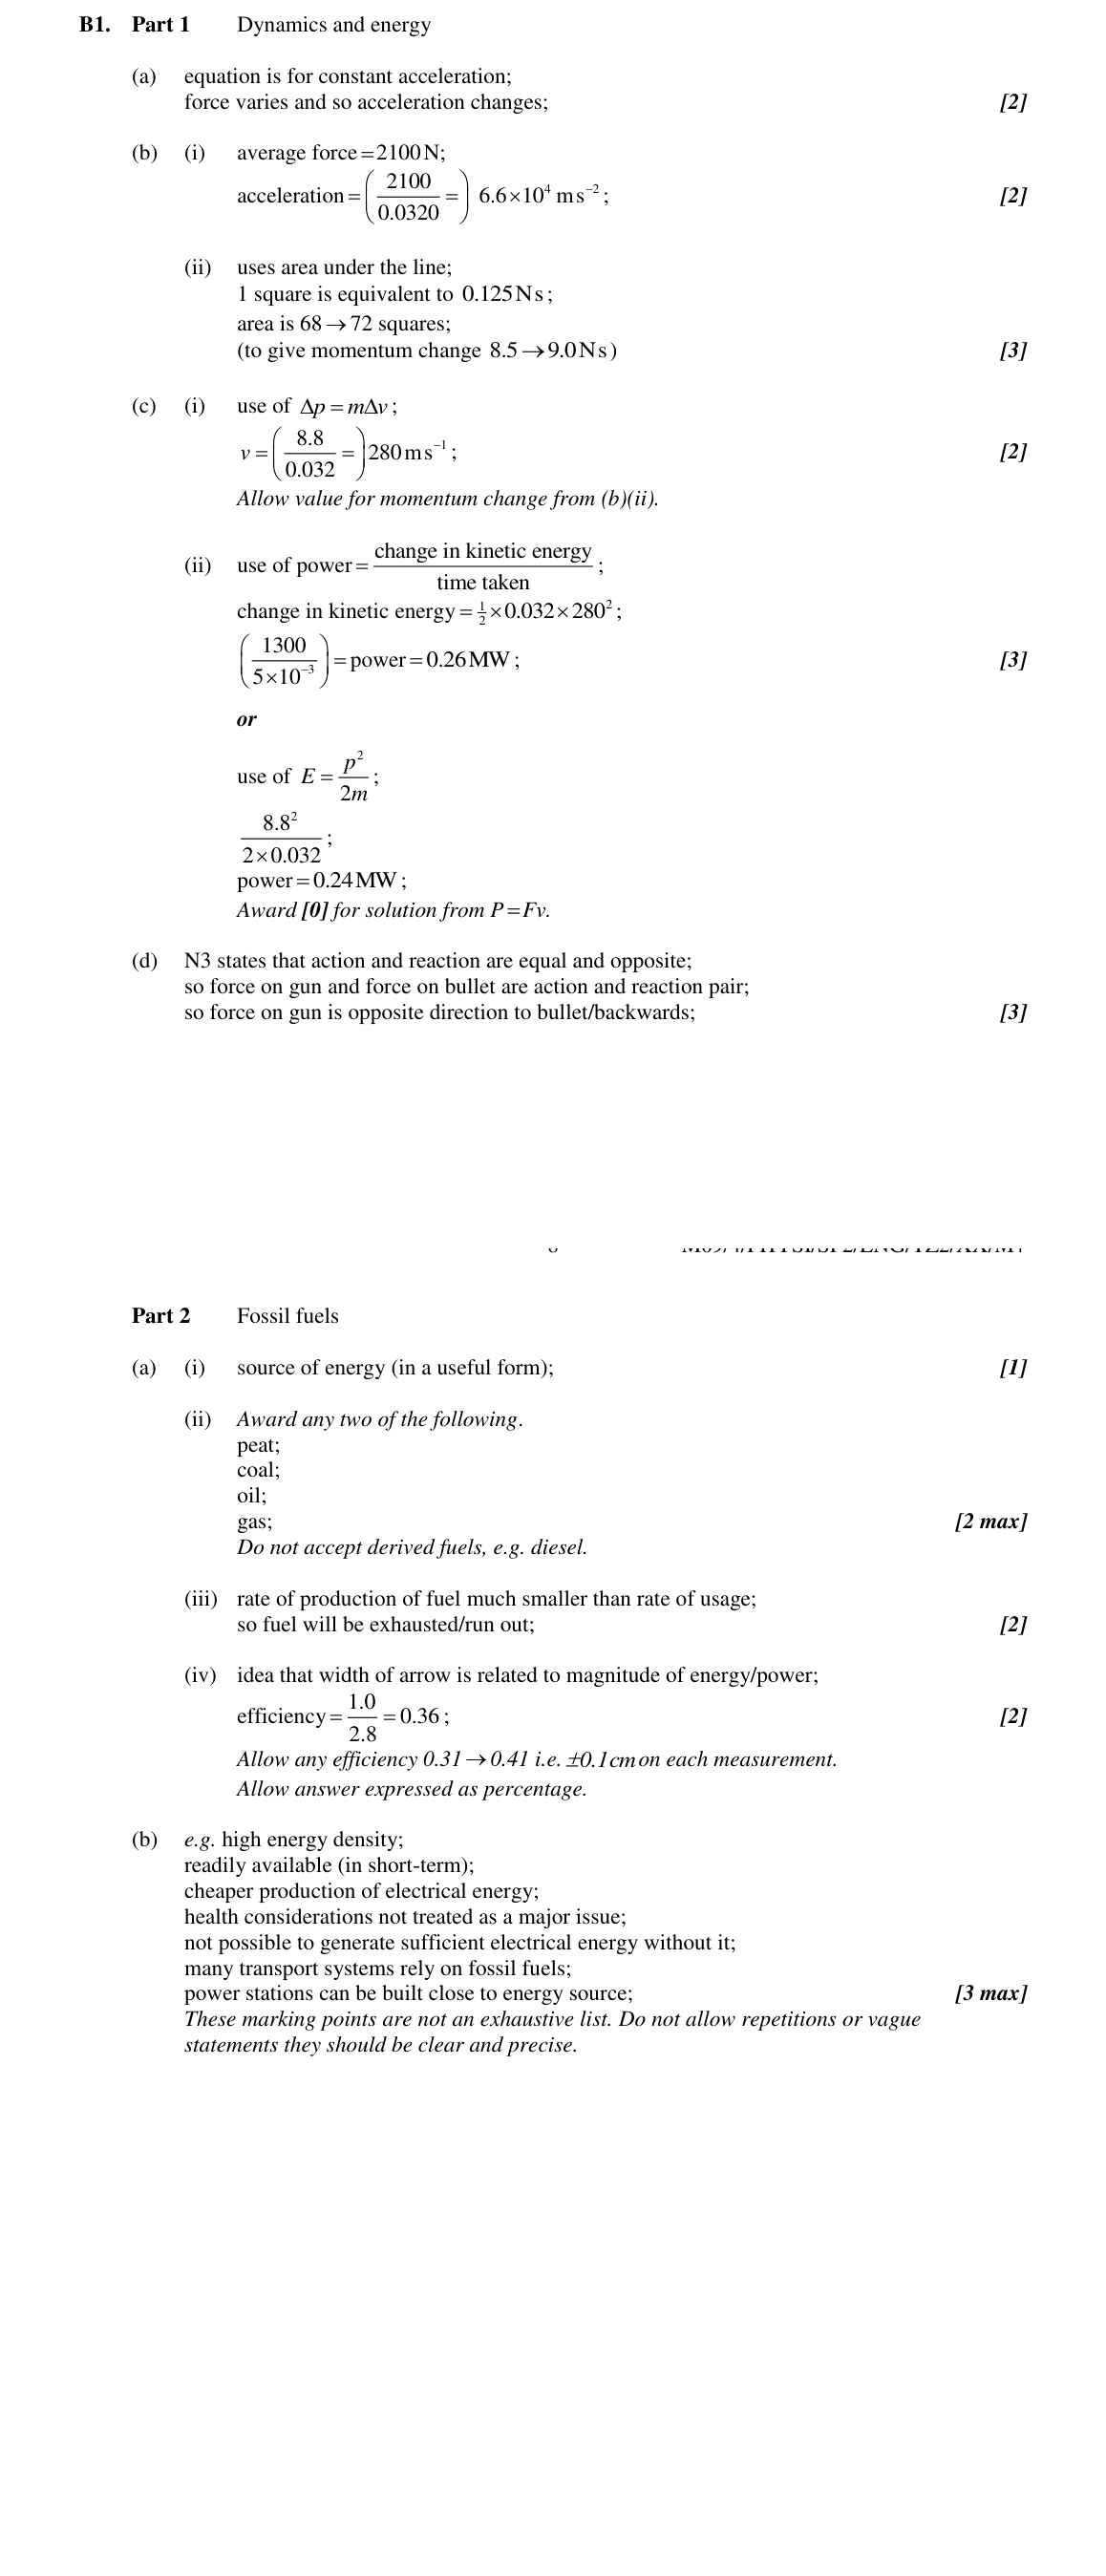 B1. Part 1 Dynamics and energy
(a) equation is for constant acceleration;
force varies and so acceleration changes; [2]
(b) (i) average force = 2100 N;
acceleration = (2100/0.0320 =) 6.6×10⁴ m s⁻²; [2]
(ii) uses area under the line;
1 square is equivalent to 0.125 N s;
area is 68 → 72 squares;
(to give momentum change 8.5 → 9.0 N s) [3]
(c) (i) use of Δp = mΔv;
v = (8.8/0.032 =) 280 m s⁻¹; [2]
Allow value for momentum change from (b)(ii).
(ii) use of power = change in kinetic energy/time taken;
change in kinetic energy = ½ × 0.032 × 280²;
(1300/5×10⁻³) = power = 0.26 MW; [3]
or
use of E = p²/2m;
8.8²/2×0.032;
power = 0.24 MW;
Award [0] for solution from P = Fv.
(d) N3 states that action and reaction are equal and opposite;
so force on gun and force on bullet are action and reaction pair;
so force on gun is opposite direction to bullet/backwards; [3]
Part 2 Fossil fuels
(a) (i) source of energy (in a useful form); [1]
(ii) Award any two of the following.
peat;
coal;
oil;
gas; [2 max]
Do not accept derived fuels, e.g. diesel.
(iii) rate of production of fuel much smaller than rate of usage;
so fuel will be exhausted/run out; [2]
(iv) idea that width of arrow is related to magnitude of energy/power;
efficiency = 1.0/2.8 = 0.36; [2]
Allow any efficiency 0.31 → 0.41 i.e. ±0.1cm on each measurement.
Allow answer expressed as percentage.
(b) e.g. high energy density;
readily available (in short-term);
cheaper production of electrical energy;
health considerations not treated as a major issue;
not possible to generate sufficient electrical energy without it;
many transport systems rely on fossil fuels;
power stations can be built close to energy source; [3 max]
These marking points are not an exhaustive list. Do not allow repetitions or vague
statements they should be clear and precise.